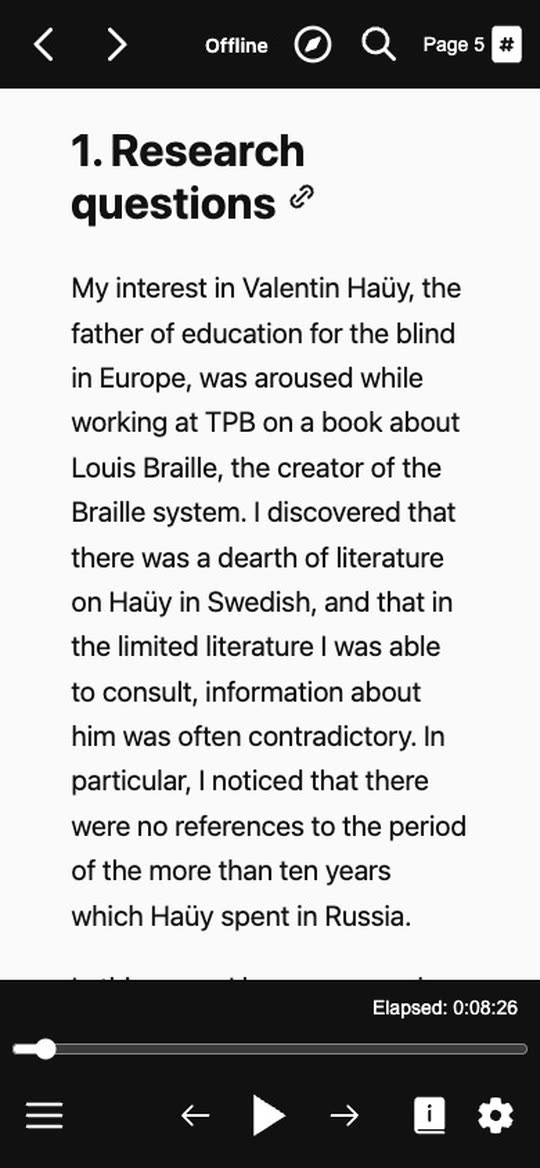 Offline
Page 5 #
1. Research
questions
My interest in Valentin Haüy, the
father of education for the blind
in Europe, was aroused while
working at TPB on a book about
Louis Braille, the creator of the
Braille system. I discovered that
there was a dearth of literature
on Haüy in Swedish, and that in
the limited literature I was able
to consult, information about
him was often contradictory. In
particular, I noticed that there
were no references to the period
of the more than ten years
which Haüy spent in Russia.
Elapsed: 0:08:26